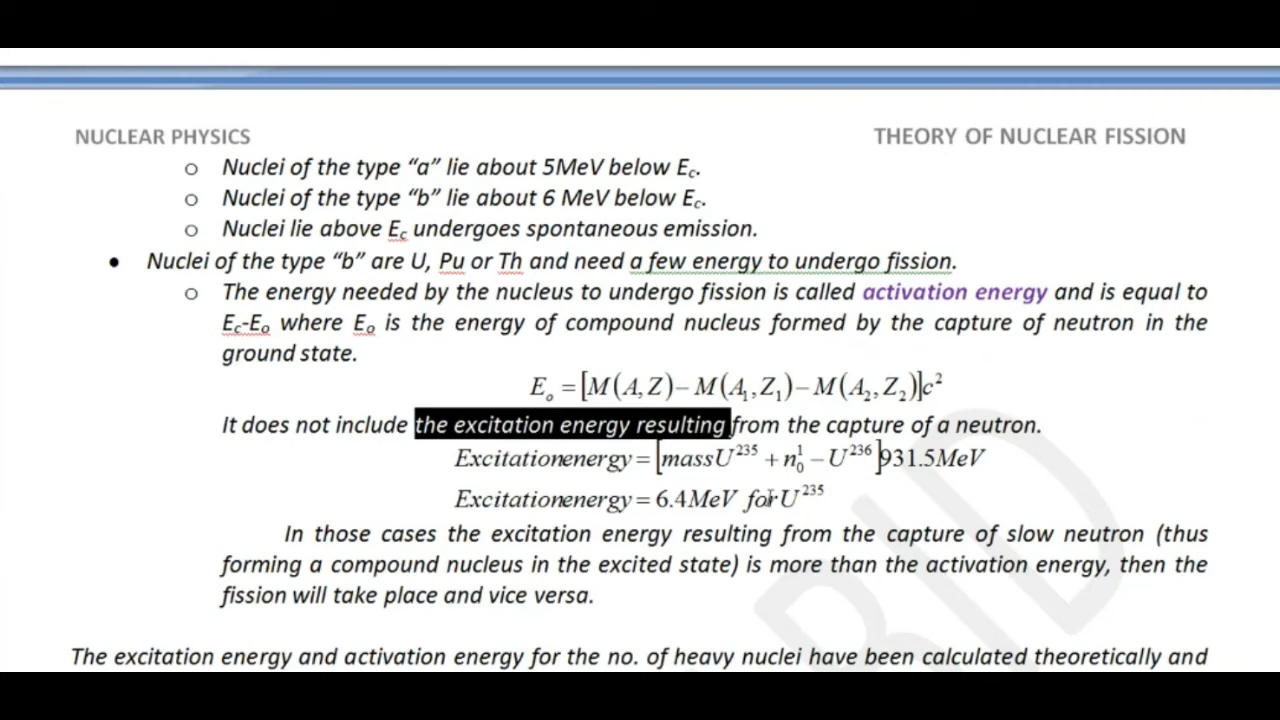 NUCLEAR PHYSICS THEORY OF NUCLEAR FISSION
o Nuclei of the type “a” lie about 5MeV below Ec.
o Nuclei of the type “b” lie about 6 MeV below Ec.
o Nuclei lie above Ec undergoes spontaneous emission.
• Nuclei of the type “b” are U, Pu or Th and need a few energy to undergo fission.
o The energy needed by the nucleus to undergo fission is called activation energy and is equal to
Ec-Eo where Eo is the energy of compound nucleus formed by the capture of neutron in the
ground state.
Eo = [M(A,Z) – M(A₁,Z₁) – M(A₂,Z₂)]c²
It does not include the excitation energy resulting from the capture of a neutron.
Excitationenergy = [massU²³⁵ + n₀¹ – U²³⁶]931.5MeV
Excitationenergy = 6.4MeV for U²³⁵
In those cases the excitation energy resulting from the capture of slow neutron (thus
forming a compound nucleus in the excited state) is more than the activation energy, then the
fission will take place and vice versa.
The excitation energy and activation energy for the no. of heavy nuclei have been calculated theoretically and